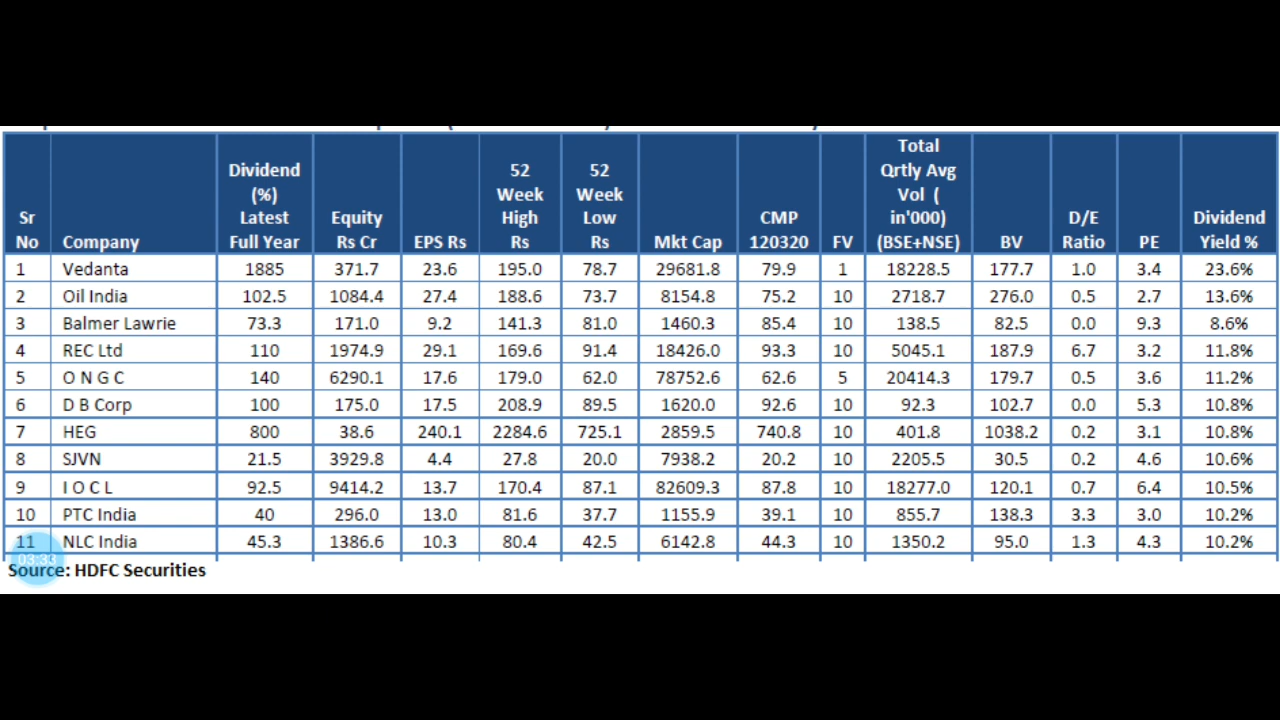 Sr No Company Dividend (%) Latest Full Year Equity Rs Cr EPS Rs 52 Week High Rs 52 Week Low Rs Mkt Cap CMP 120320 FV Total Qrtly Avg Vol ( in'000) (BSE+NSE) BV D/E Ratio PE Dividend Yield %
1 Vedanta 1885 371.7 23.6 195.0 78.7 29681.8 79.9 1 18228.5 177.7 1.0 3.4 23.6%
2 Oil India 102.5 1084.4 27.4 188.6 73.7 8154.8 75.2 10 2718.7 276.0 0.5 2.7 13.6%
3 Balmer Lawrie 73.3 171.0 9.2 141.3 81.0 1460.3 85.4 10 138.5 82.5 0.0 9.3 8.6%
4 REC Ltd 110 1974.9 29.1 169.6 91.4 18426.0 93.3 10 5045.1 187.9 6.7 3.2 11.8%
5 O N G C 140 6290.1 17.6 179.0 62.0 78752.6 62.6 5 20414.3 179.7 0.5 3.6 11.2%
6 D B Corp 100 175.0 17.5 208.9 89.5 1620.0 92.6 10 92.3 102.7 0.0 5.3 10.8%
7 HEG 800 38.6 240.1 2284.6 725.1 2859.5 740.8 10 401.8 1038.2 0.2 3.1 10.8%
8 SJVN 21.5 3929.8 4.4 27.8 20.0 7938.2 20.2 10 2205.5 30.5 0.2 4.6 10.6%
9 I O C L 92.5 9414.2 13.7 170.4 87.1 82609.3 87.8 10 18277.0 120.1 0.7 6.4 10.5%
10 PTC India 40 296.0 13.0 81.6 37.7 1155.9 39.1 10 855.7 138.3 3.3 3.0 10.2%
11 NLC India 45.3 1386.6 10.3 80.4 42.5 6142.8 44.3 10 1350.2 95.0 1.3 4.3 10.2%
03:33
Source: HDFC Securities